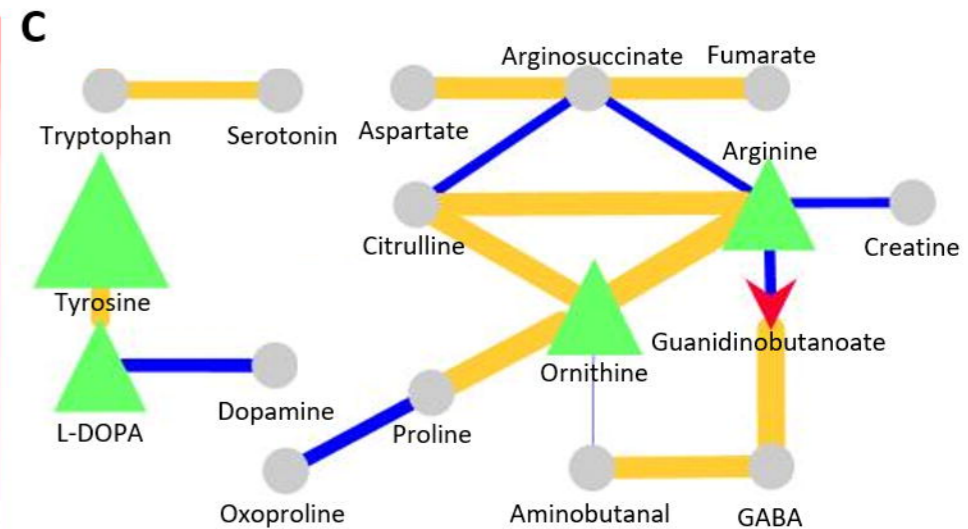 C
Arginosuccinate
Fumarate
Tryptophan
Serotonin
Aspartate
Arginine
Citrulline
Creatine
Tyrosine
Guanidinobutanoate
Ornithine
Dopamine
L-DOPA
Proline
Oxoproline
Aminobutanal
GABA